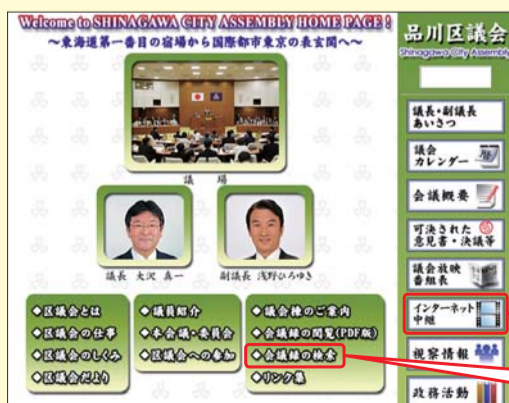 Welcome to SHINAGAWA CITY ASSEMBLY HOME PAGE!
～東海道第一番目の宿場から国際都市東京の表玄関へ～
議 場
議長 大沢 真一
副議長 浅野ひろゆき
◆区議会とは
◆区議会の仕事
◆区議会のしくみ
◆区議会だより
◆議員紹介
◆本会議・委員会
◆区議会への参加
◆議会棟のご案内
◆会議録の閲覧(PDF版)
◆会議録の検索
◆リンク集
品川区議会
Shinagawa City Assembly
議長・副議長
あいさつ
議会
カレンダー
会議概要
可決された
意見書・決議等
議会放映
番組表
インターネット
中継
視察情報
政務活動